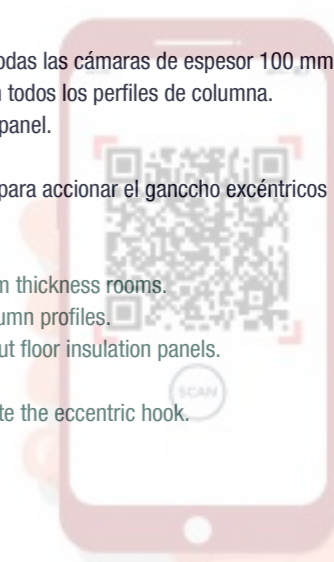 odas las cámaras de espesor 100 mm
todos los perfiles de columna.
panel.
para accionar el ganccho excéntricos
thickness rooms.
umn profiles.
ut floor insulation panels.
SCAN
te the eccentric hook.